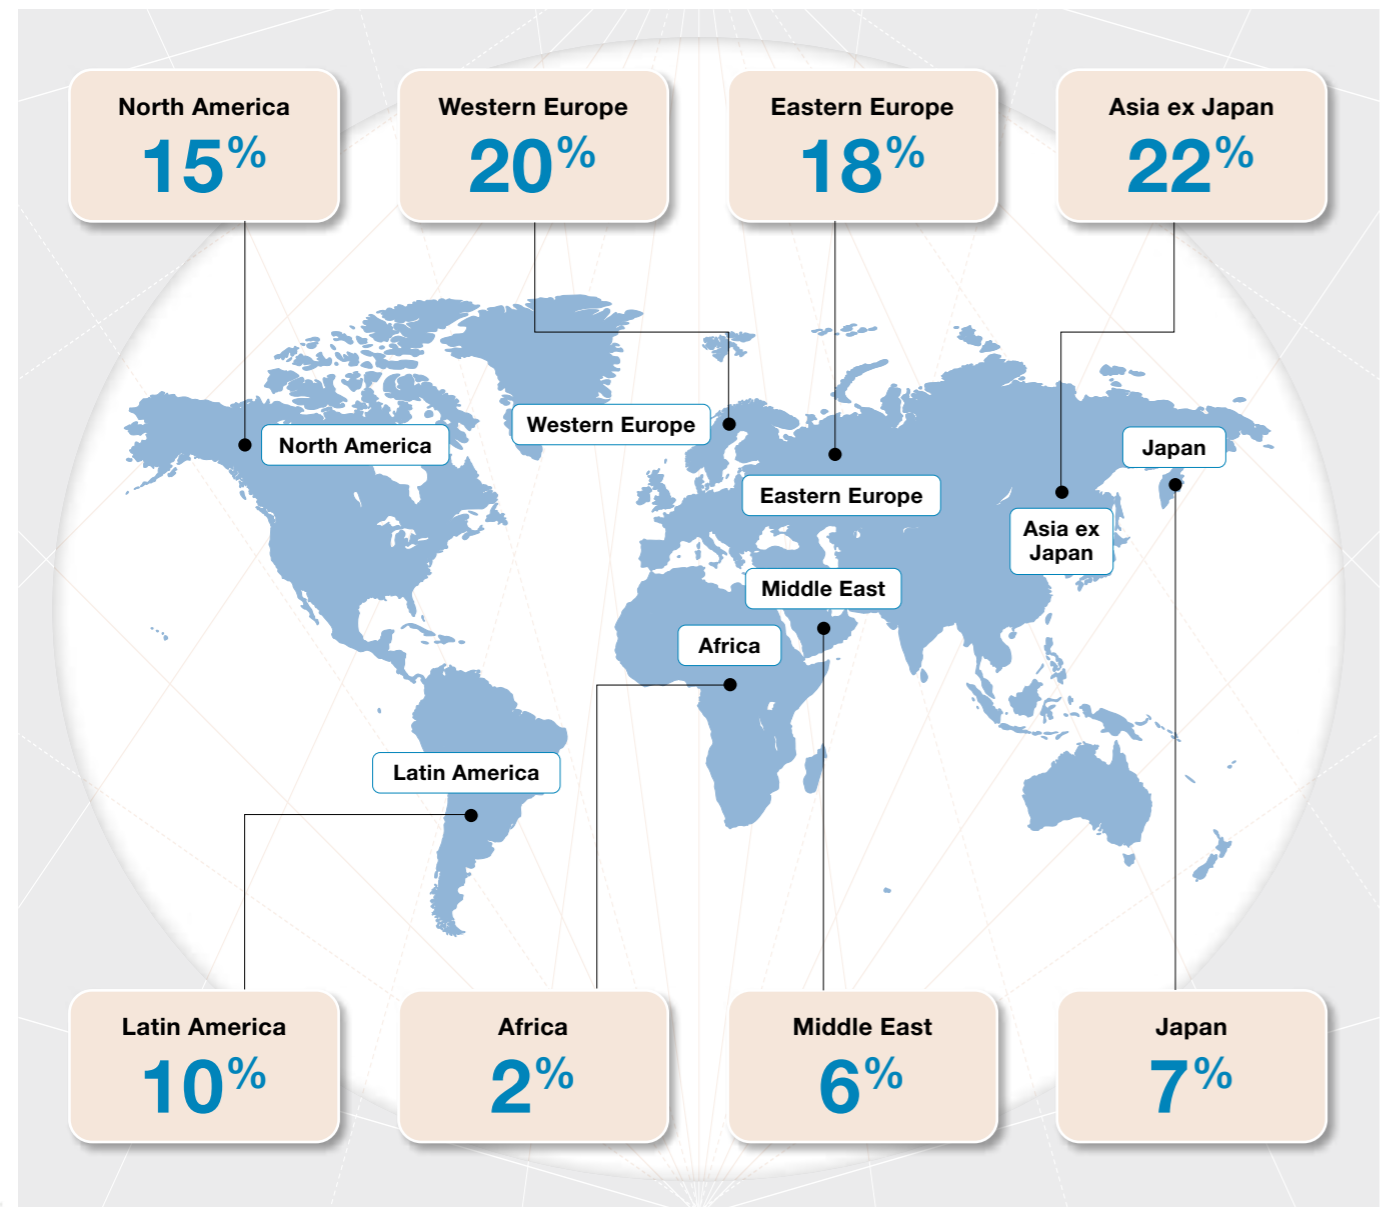 North America
15%
Western Europe
20%
Eastern Europe
18%
Asia ex Japan
22%
Western Europe
North America
Japan
Eastern Europe
Asia ex
Japan
Middle East
Africa
Latin America
Latin America
10%
Africa
2%
Middle East
6%
Japan
7%